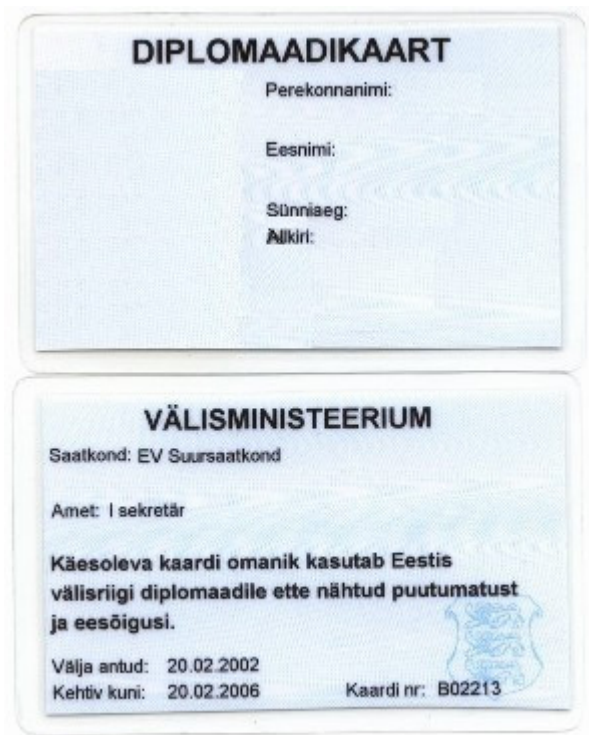 DIPLOMAADIKAART
Perekonnanimi:
Eesnimi:
Sünniaeg:
Allkiri:
VÄLISMINISTEERIUM
Saatkond: EV Suursaatkond
Amet: I sekretär
Käesoleva kaardi omanik kasutab Eestis
välisriigi diplomaadile ette nähtud puutumatust
ja eesõigusi.
Välja antud: 20.02.2002
Kehtiv kuni: 20.02.2006 Kaardi nr: B02213